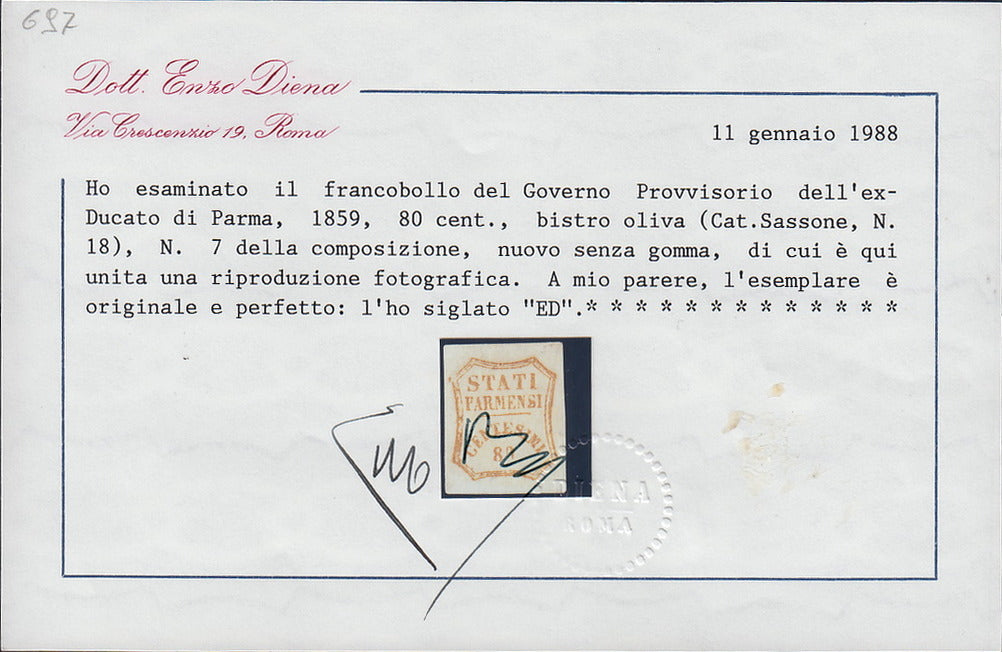 697
Dott. Enzo Diena
Via Crescenzio 19, Roma
11 gennaio 1988
Ho esaminato il francobollo del Governo Provvisorio dell'ex-
Ducato di Parma, 1859, 80 cent., bistro oliva (Cat.Sassone, N.
18), N. 7 della composizione, nuovo senza gomma, di cui è qui
unita una riproduzione fotografica. A mio parere, l'esemplare è
originale e perfetto: l'ho siglato "ED".* * * * * * * * * * * * *
STATI
PARMENSI
CENTESIMI
80